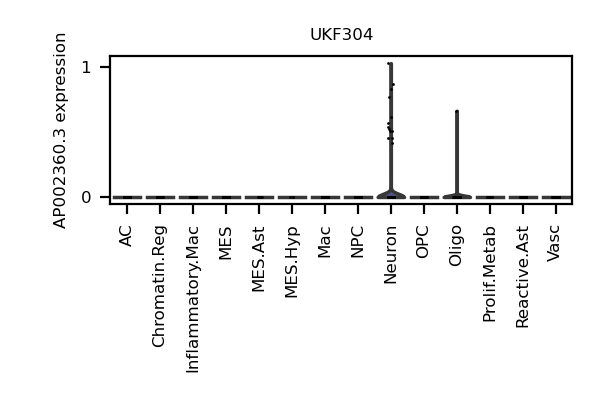 UKF304
AP002360.3 expression
1
0
AC
Chromatin.Reg
Inflammatory.Mac
MES
MES.Ast
MES.Hyp
Mac
NPC
Neuron
OPC
Oligo
Prolif.Metab
Reactive.Ast
Vasc